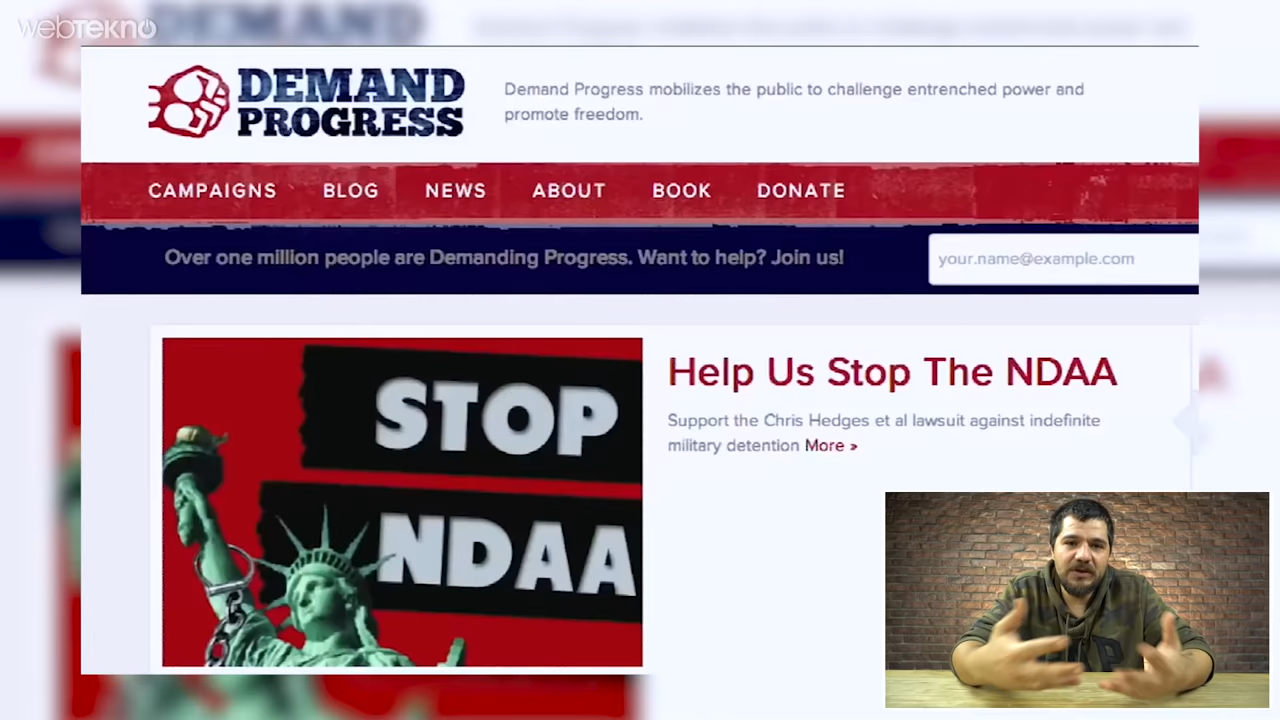 webtekno
DEMAND
PROGRESS
Demand Progress mobilizes the public to challenge entrenched power and
promote freedom.
CAMPAIGNS BLOG NEWS ABOUT BOOK DONATE
Over one million people are Demanding Progress. Want to help? Join us!
your.name@example.com
STOP
NDAA
Help Us Stop The NDAA
Support the Chris Hedges et al lawsuit against indefinite
military detention More »